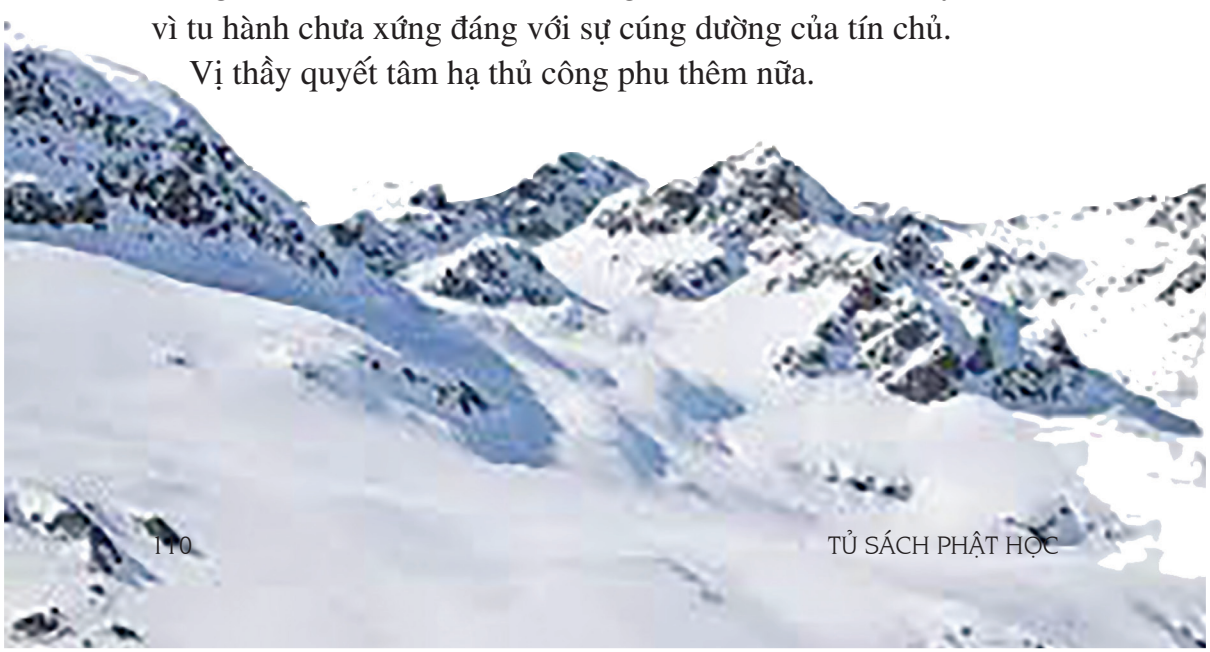 vì tu hành chưa xứng đáng với sự cúng dường của tín chủ.
Vị thầy quyết tâm hạ thủ công phu thêm nữa.
110
TỦ SÁCH PHẬT HỌC